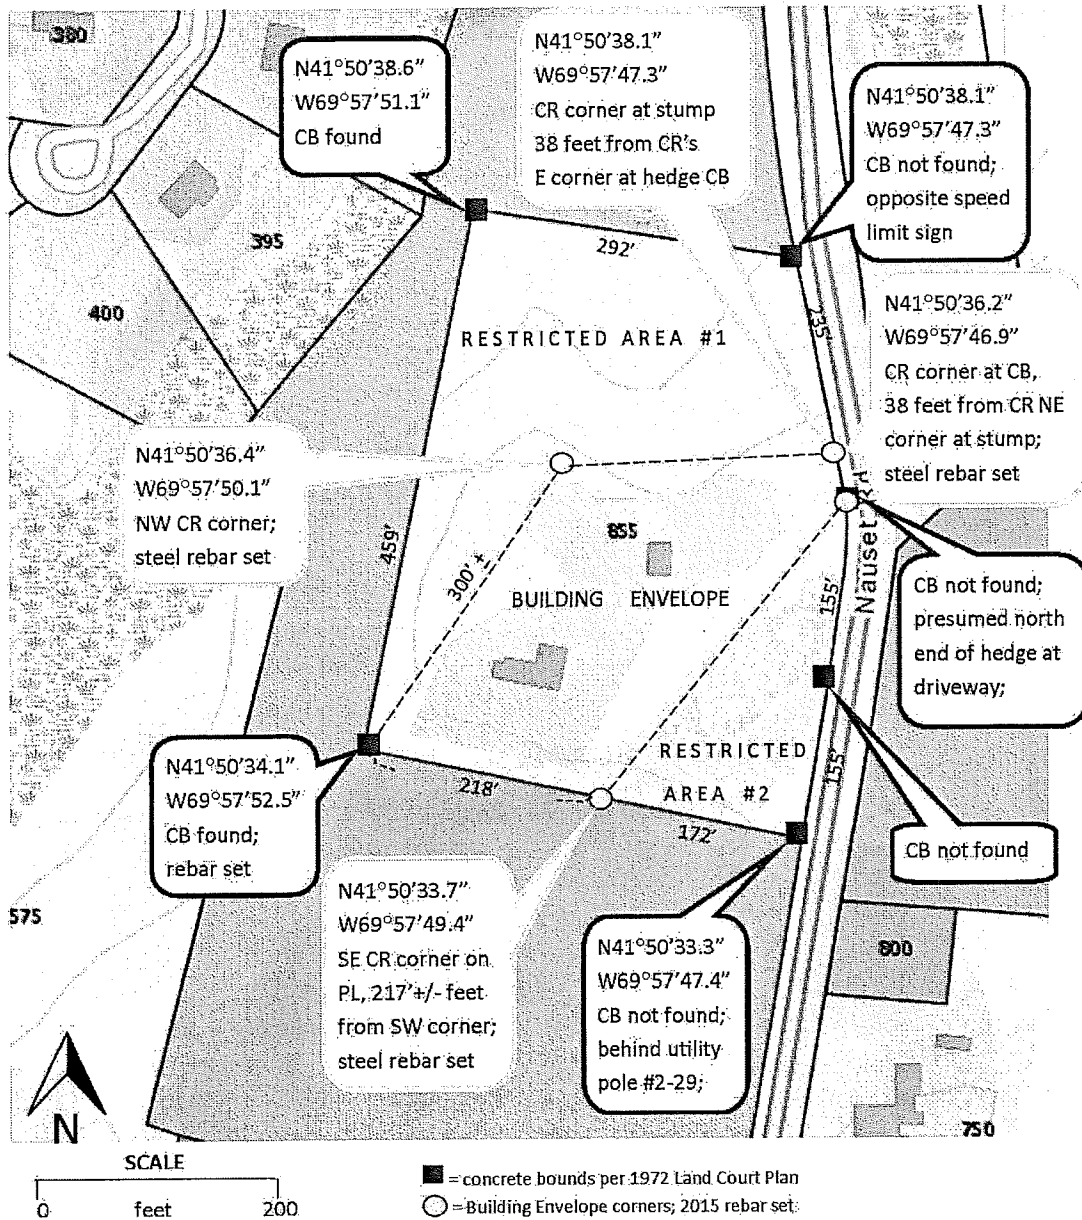 380
N41°50'38.6"
W69°57'51.1"
CB found
N41°50'38.1"
W69°57'47.3"
CR corner at stump
38 feet from CR's
E corner at hedge CB
N41°50'38.1"
W69°57'47.3"
CB not found;
opposite speed
limit sign
395
400
292'
235'
RESTRICTED AREA #1
N41°50'36.2"
W69°57'46.9"
CR corner at CB,
38 feet from CR NE
corner at stump;
steel rebar set
N41°50'36.4"
W69°57'50.1"
NW CR corner;
steel rebar set
459'
300' ±
855
BUILDING ENVELOPE
155'
Nauset Rd
CB not found;
presumed north
end of hedge at
driveway;
N41°50'34.1"
W69°57'52.5"
CB found;
rebar set
218'
RESTRICTED
AREA #2
172'
155'
CB not found
575
N41°50'33.7"
W69°57'49.4"
SE CR corner on
PL, 217'+/- feet
from SW corner;
steel rebar set
N41°50'33.3"
W69°57'47.4"
CB not found;
behind utility
pole #2-29;
800
750
N
SCALE
0 feet 200
= concrete bounds per 1972 Land Court Plan
= Building Envelope corners; 2015 rebar set